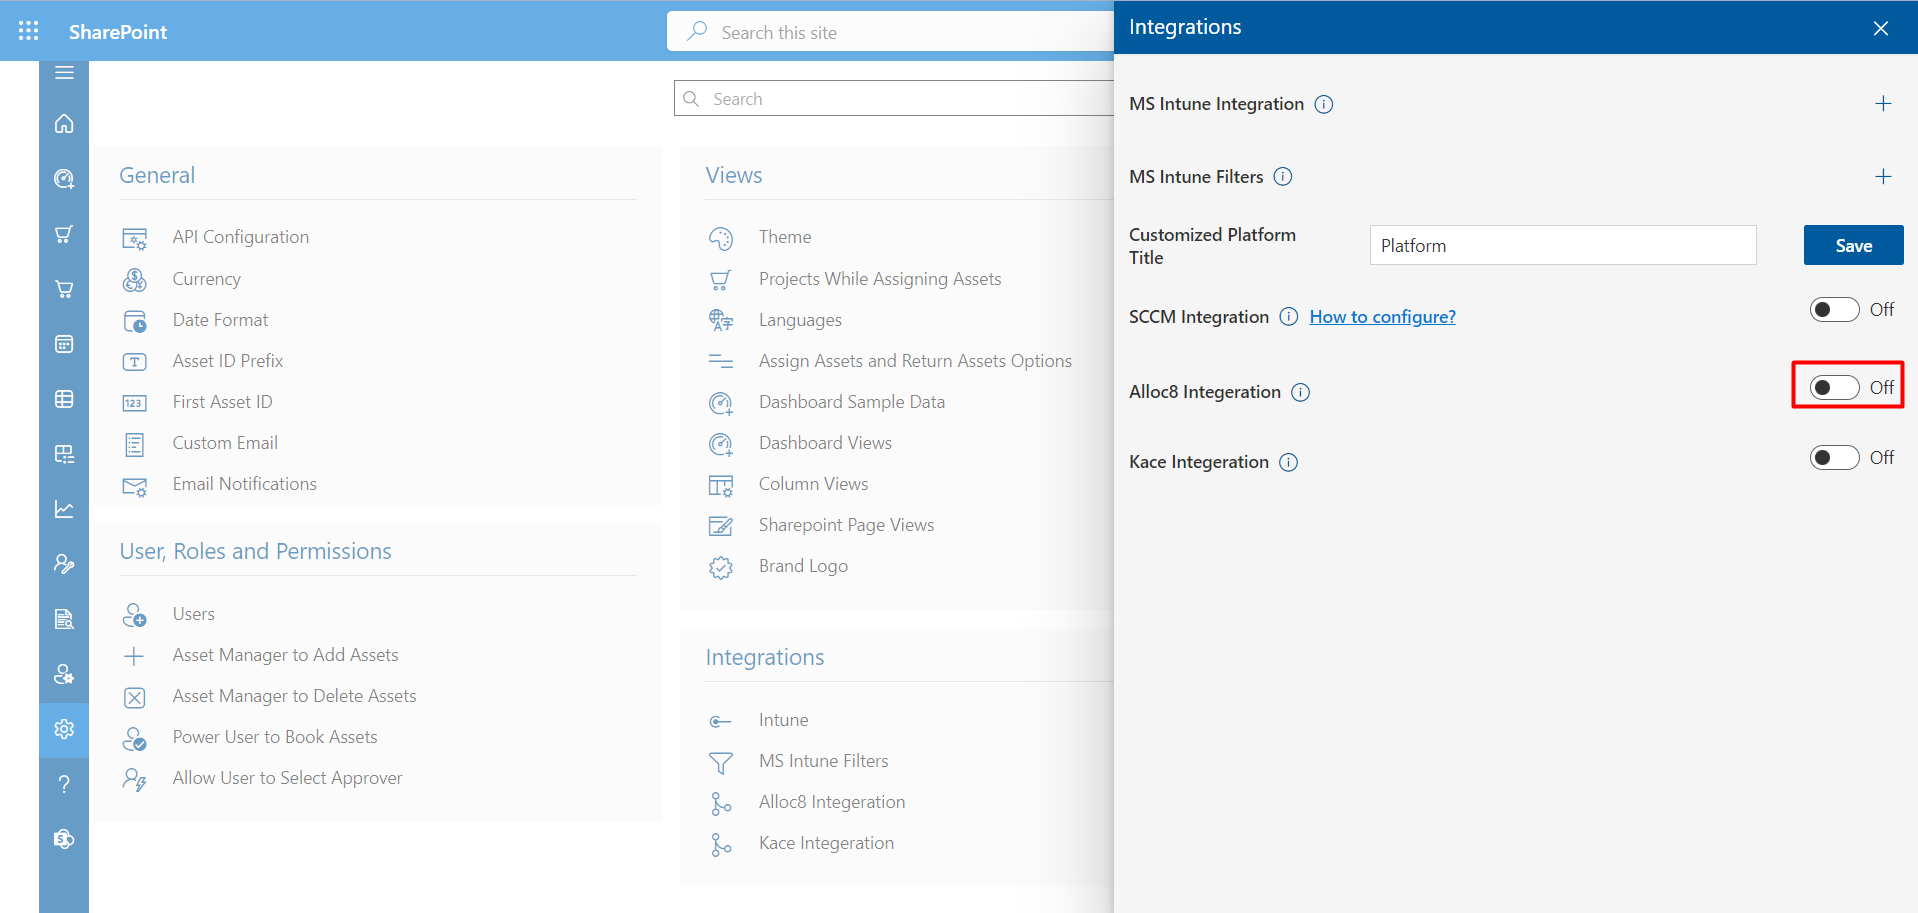 SharePoint
Search this site
Search
General
API Configuration
Currency
Date Format
Asset ID Prefix
First Asset ID
Custom Email
Email Notifications
User, Roles and Permissions
Users
Asset Manager to Add Assets
Asset Manager to Delete Assets
Power User to Book Assets
Allow User to Select Approver
Views
Theme
Projects While Assigning Assets
Languages
Assign Assets and Return Assets Options
Dashboard Sample Data
Dashboard Views
Column Views
Sharepoint Page Views
Brand Logo
Integrations
Intune
MS Intune Filters
Alloc8 Integeration
Kace Integeration
Integrations
MS Intune Integration
MS Intune Filters
Customized Platform
Title
Platform
Save
SCCM Integration How to configure? Off
Alloc8 Integeration Off
Kace Integeration Off